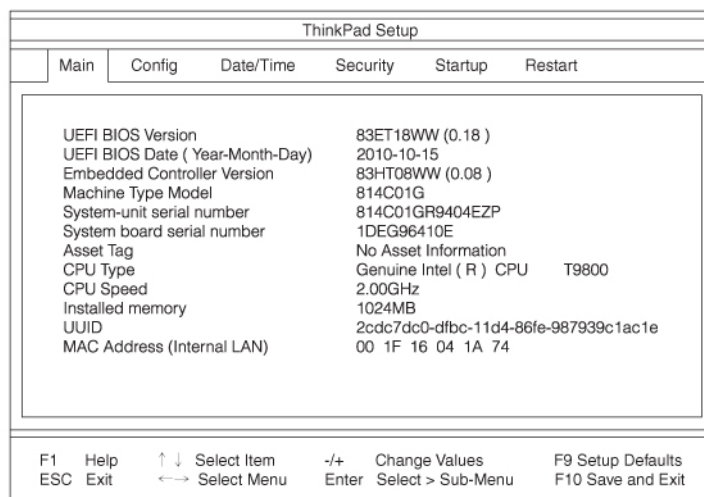 ThinkPad Setup
Main Config Date/Time Security Startup Restart
UEFI BIOS Version 83ET18WW (0.18 )
UEFI BIOS Date ( Year-Month-Day) 2010-10-15
Embedded Controller Version 83HT08WW (0.08 )
Machine Type Model 814C01G
System-unit serial number 814C01GR9404EZP
System board serial number 1DEG96410E
Asset Tag No Asset Information
CPU Type Genuine Intel ( R ) CPU T9800
CPU Speed 2.00GHz
Installed memory 1024MB
UUID 2cdc7dc0-dfbc-11d4-86fe-987939c1ac1e
MAC Address (Internal LAN) 00 1F 16 04 1A 74
F1 Help ↑ ↓ Select Item -/+ Change Values F9 Setup Defaults
ESC Exit ←→ Select Menu Enter Select > Sub-Menu F10 Save and Exit